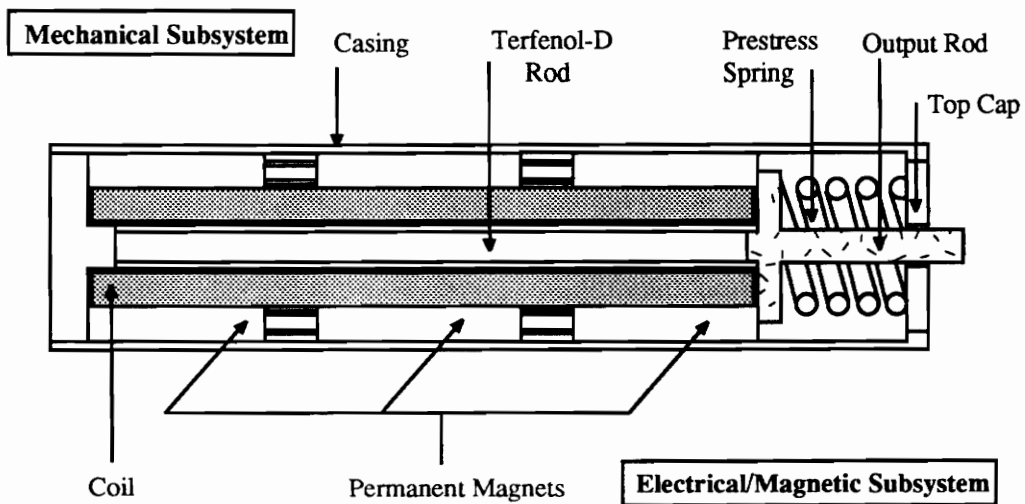 Mechanical Subsystem
Casing
Terfenol-D
Rod
Prestress
Spring
Output Rod
Top Cap
Coil
Permanent Magnets
Electrical/Magnetic Subsystem